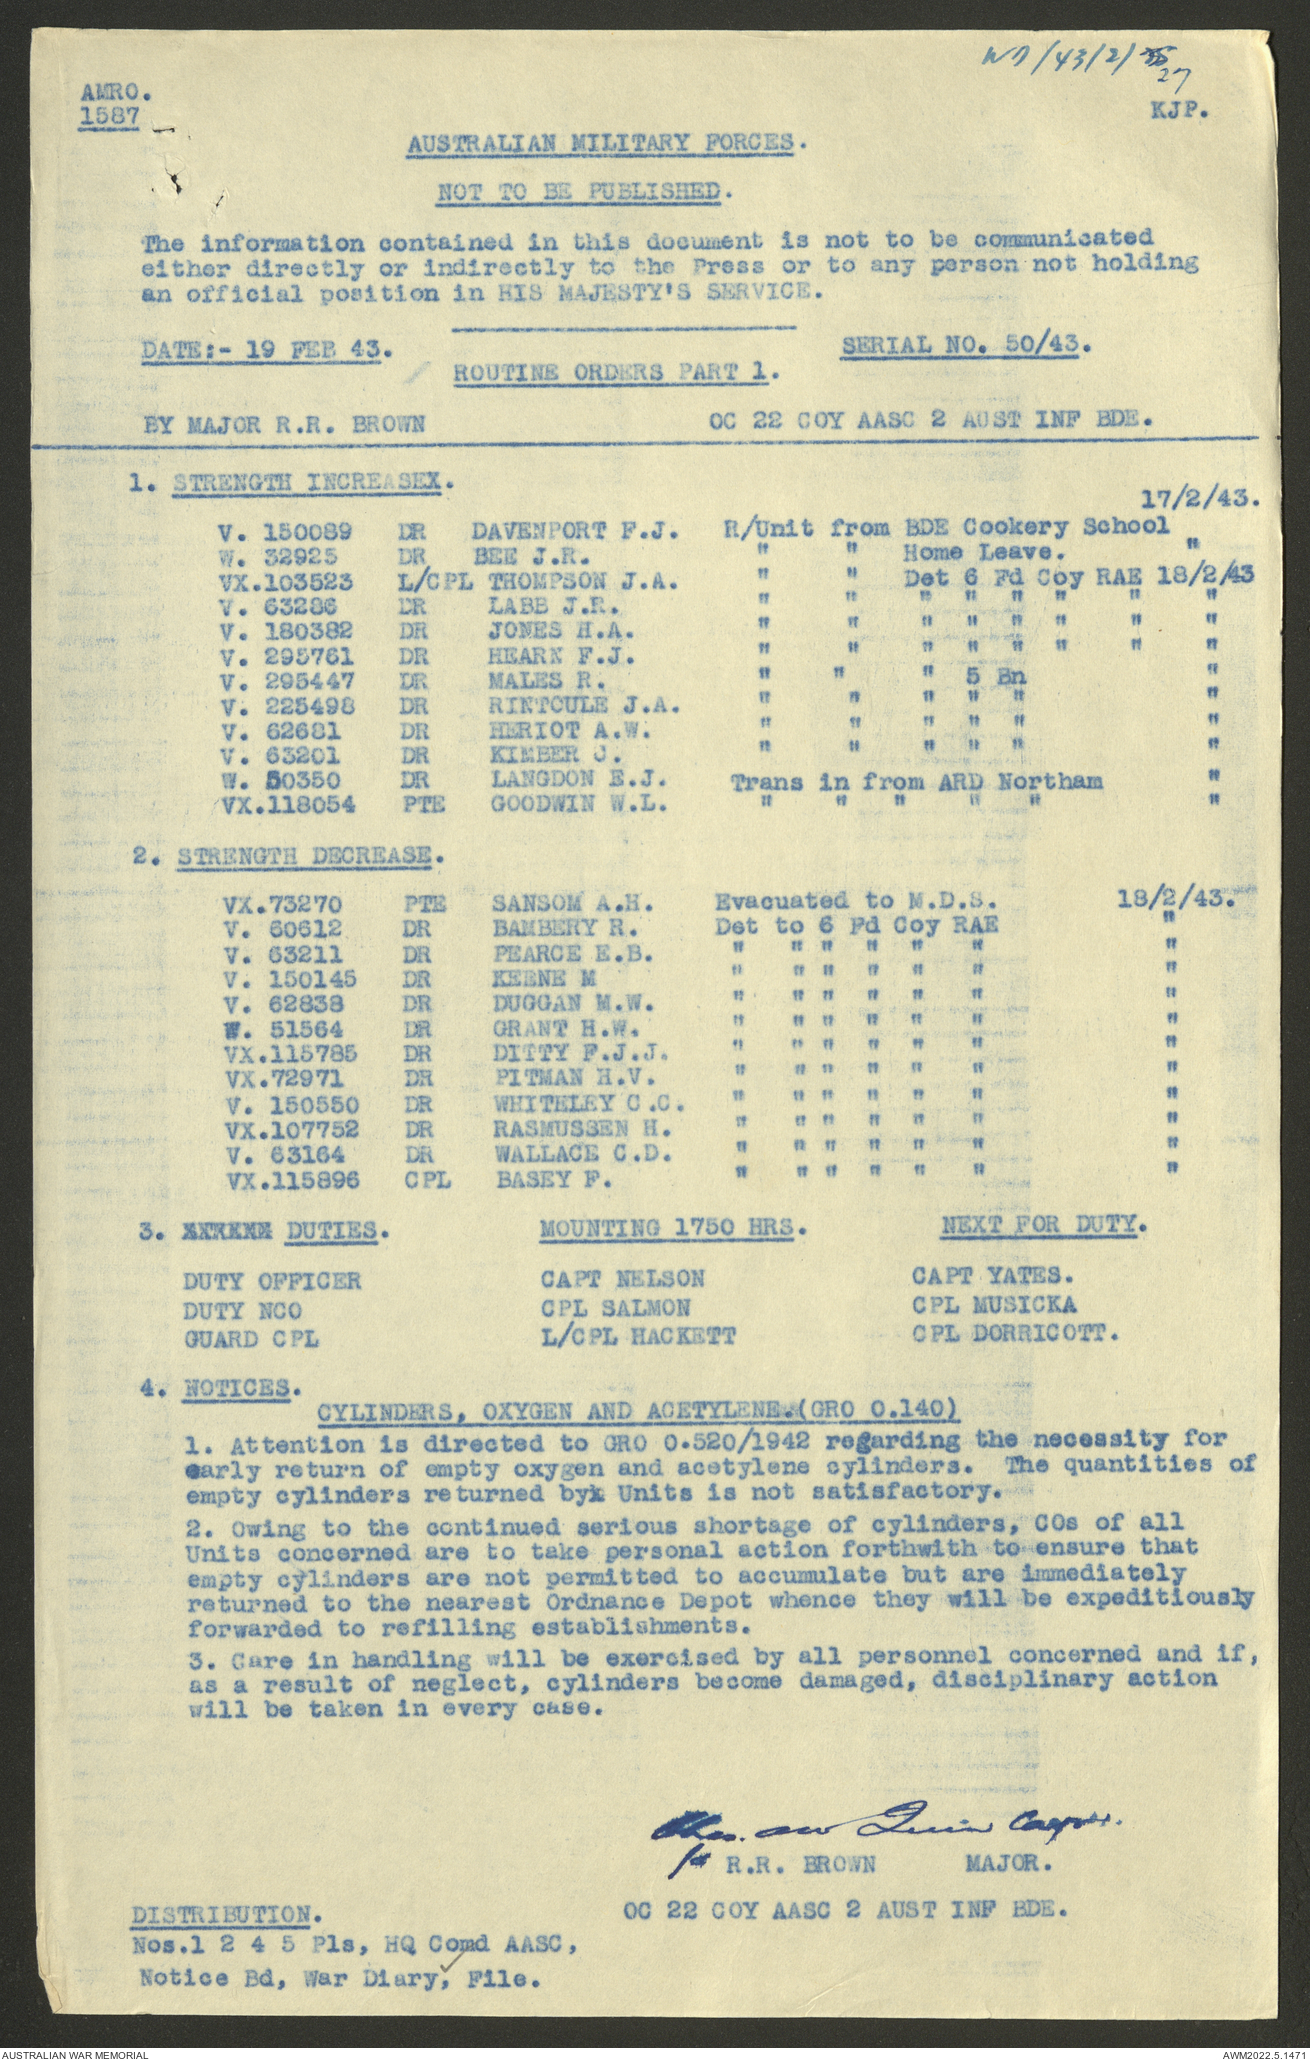 WD/43/2/
27
AMRO.
1587
KJP.
AUSTRALIAN MILITARY FORCES.
NOT TO BE PUBLISHED.
The information contained in this document is not to be communicated
either directly or indirectly to the Press or to any person not holding
an official position in HIS MAJESTY'S SERVICE.
DATE:- 19 FEB 43. SERIAL NO. 50/43.
ROUTINE ORDERS PART 1.
BY MAJOR R.R. BROWN OC 22 COY AASC 2 AUST INF BDE.
1. STRENGTH INCREASEX.
17/2/43.
V. 150089 DR DAVENPORT F.J. R/Unit from BDE Cookery School
W. 32925 DR BEE J.R. " " Home Leave. "
VX.103523 L/CPL THOMPSON J.A. " " Det 6 Fd Coy RAE 18/2/43
V. 63286 DR LABB J.R. " " " " " " " "
V. 180382 DR JONES H.A. " " " " " " " "
V. 295761 DR HEARN F.J. " " " " " " " "
V. 295447 DR MALES R. " " " 5 Bn "
V. 225498 DR RINTOULE J.A. " " " " " "
V. 62681 DR HERIOT A.W. " " " " " "
V. 63201 DR KIMBER C. " " " " " "
W. 50350 DR LANGDON E.J. Trans in from ARD Northam "
VX.118054 PTE GOODWIN W.L. " " " " " "
2. STRENGTH DECREASE.
VX.73270 PTE SANSOM A.H. Evacuated to M.D.S. 18/2/43.
V. 60612 DR BAMBERY R. Det to 6 Fd Coy RAE "
V. 63211 DR PEARCE E.B. " " " " " " "
V. 150145 DR KEENE M " " " " " " "
V. 62838 DR DUGGAN M.W. " " " " " " "
W. 51564 DR GRANT H.W. " " " " " " "
VX.115785 DR DITTY F.J.J. " " " " " " "
VX.72971 DR PITMAN H.V. " " " " " " "
V. 150550 DR WHITELEY C.C. " " " " " " "
VX.107752 DR RASMUSSEN H. " " " " " " "
V. 63164 DR WALLACE C.D. " " " " " " "
VX.115896 CPL BASEY F. " " " " " " "
3. DUTIES. MOUNTING 1750 HRS. NEXT FOR DUTY.
DUTY OFFICER CAPT NELSON CAPT YATES.
DUTY NCO CPL SALMON CPL MUSICKA
GUARD CPL L/CPL HACKETT CPL DORRICOTT.
4. NOTICES.
CYLINDERS, OXYGEN AND ACETYLENE.(GRO 0.140)
1. Attention is directed to GRO 0.520/1942 regarding the necessity for
early return of empty oxygen and acetylene cylinders. The quantities of
empty cylinders returned byx Units is not satisfactory.
2. Owing to the continued serious shortage of cylinders, COs of all
Units concerned are to take personal action forthwith to ensure that
empty cylinders are not permitted to accumulate but are immediately
returned to the nearest Ordnance Depot whence they will be expeditiously
forwarded to refilling establishments.
3. Care in handling will be exercised by all personnel concerned and if,
as a result of neglect, cylinders become damaged, disciplinary action
will be taken in every case.
Capt.
R.R. BROWN MAJOR.
OC 22 COY AASC 2 AUST INF BDE.
DISTRIBUTION.
Nos.1 2 4 5 Pls, HQ Comd AASC,
Notice Bd, War Diary, File.
AUSTRALIAN WAR MEMORIAL AWM2022.5.1471